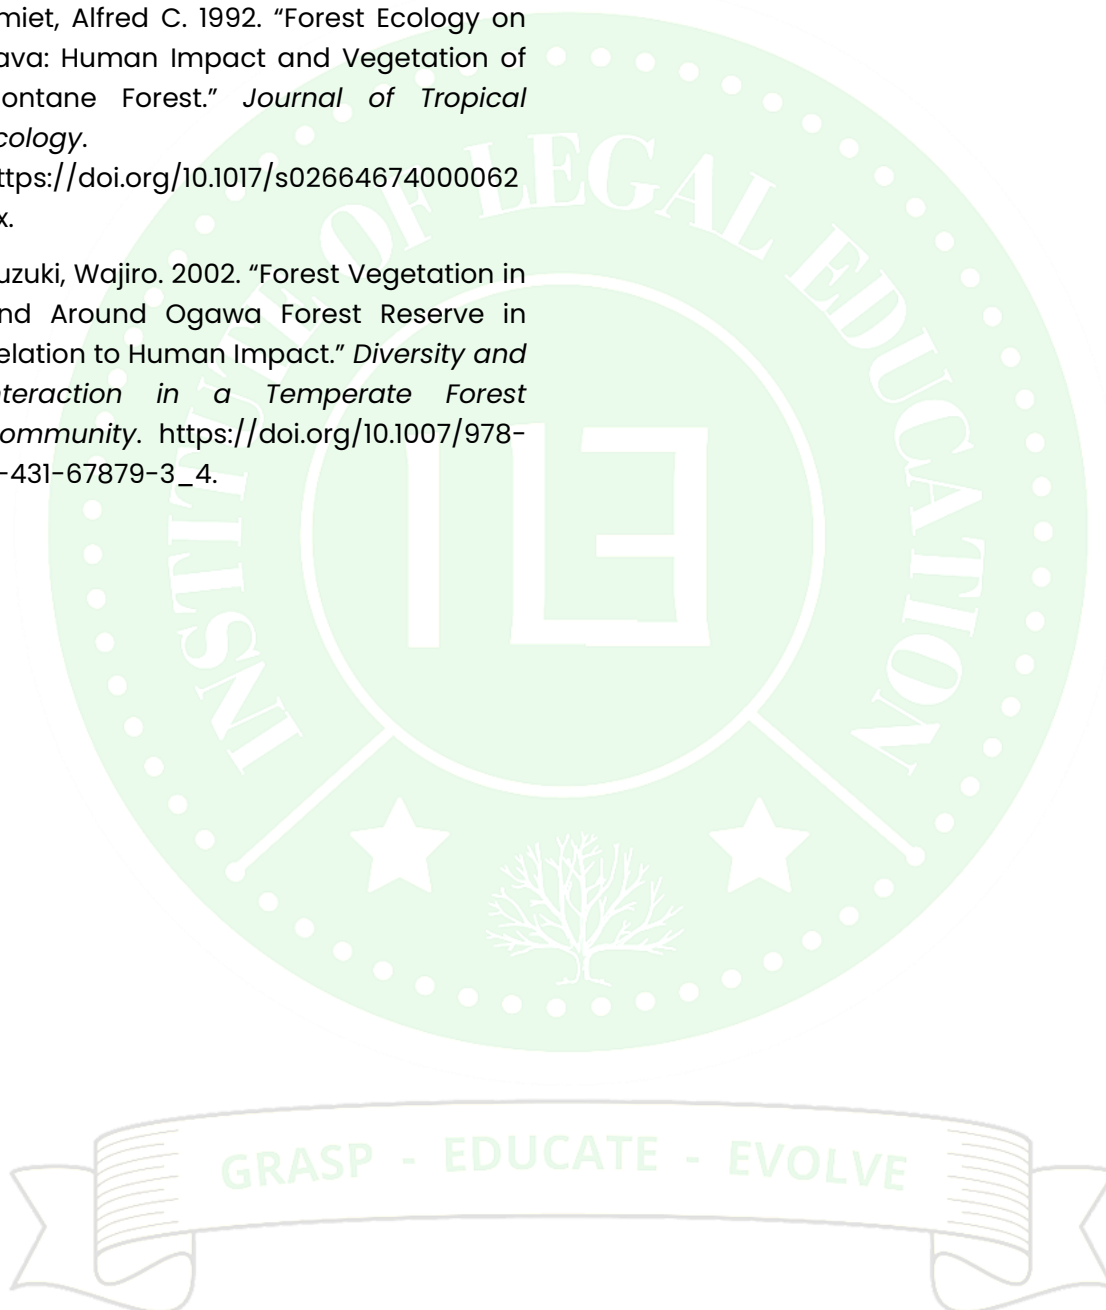 miet, Alfred C. 1992. “Forest Ecology on
ava: Human Impact and Vegetation of
ontane Forest.” Journal of Tropical
cology.
ttps://doi.org/10.1017/s02664674000062
x.
uzuki, Wajiro. 2002. “Forest Vegetation in
nd Around Ogawa Forest Reserve in
elation to Human Impact.” Diversity and
nteraction in a Temperate Forest
ommunity. https://doi.org/10.1007/978-
-431-67879-3_4.
INSTITUTE OF LEGAL EDUCATION
ILE
GRASP - EDUCATE - EVOLVE